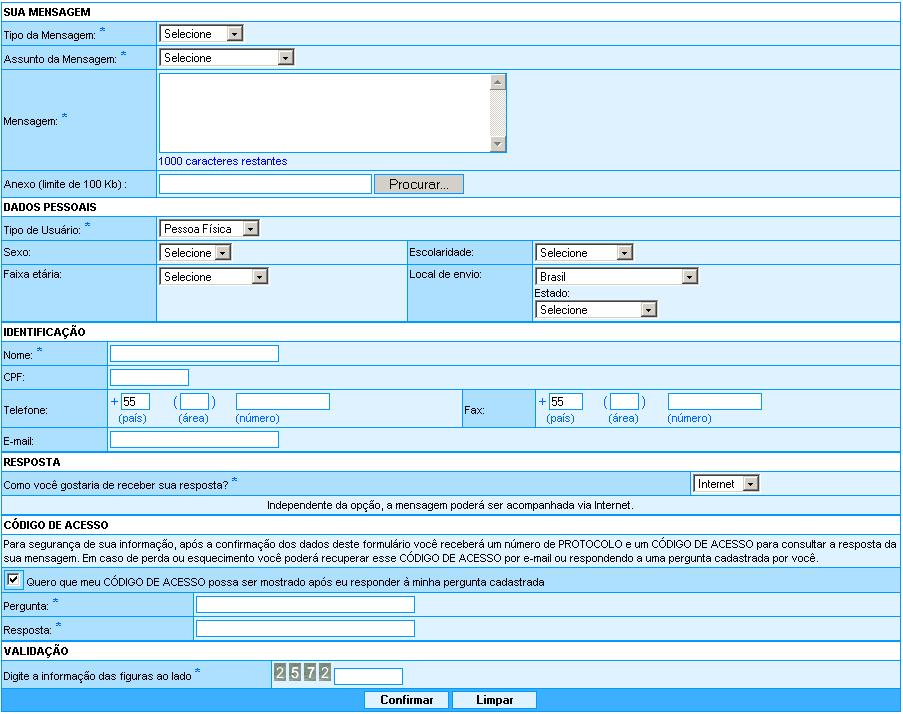 SUA MENSAGEM
Tipo da Mensagem: * Selecione
Assunto da Mensagem: * Selecione
Mensagem: *
1000 caracteres restantes
Anexo (limite de 100 Kb) : Procurar...
DADOS PESSOAIS
Tipo de Usuário: * Pessoa Física
Sexo: Selecione Escolaridade: Selecione
Faixa etária: Selecione Local de envio: Brasil
Estado:
Selecione
IDENTIFICAÇÃO
Nome: *
CPF:
Telefone: + 55 ( ) Fax: + 55 ( )
(país) (área) (número) (país) (área) (número)
E-mail:
RESPOSTA
Como você gostaria de receber sua resposta? * Internet
Independente da opção, a mensagem poderá ser acompanhada via Internet.
CÓDIGO DE ACESSO
Para segurança de sua informação, após a confirmação dos dados deste formulário você receberá um número de PROTOCOLO e um CÓDIGO DE ACESSO para consultar a resposta da
sua mensagem. Em caso de perda ou esquecimento você poderá recuperar esse CÓDIGO DE ACESSO por e-mail ou respondendo a uma pergunta cadastrada por você.
Quero que meu CÓDIGO DE ACESSO possa ser mostrado após eu responder à minha pergunta cadastrada
Pergunta: *
Resposta: *
VALIDAÇÃO
Digite a informação das figuras ao lado * 2572
Confirmar Limpar